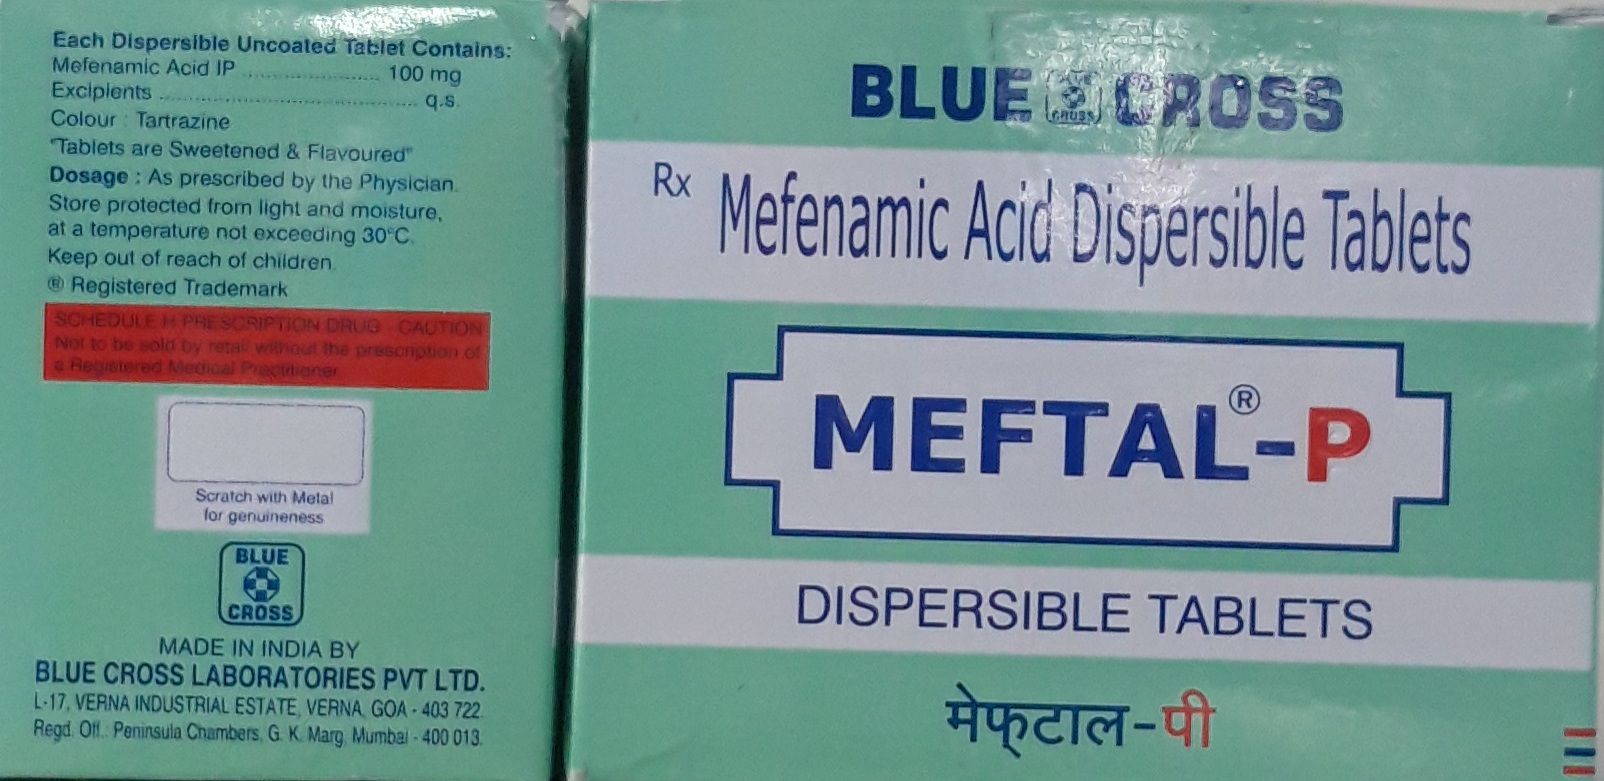 Each Dispersible Uncoated Tablet Contains:
Mefenamic Acid IP ...................... 100 mg
Excipients ......................................... q.s.
Colour : Tartrazine
"Tablets are Sweetened & Flavoured"
Dosage : As prescribed by the Physician.
Store protected from light and moisture,
at a temperature not exceeding 30°C.
Keep out of reach of children.
® Registered Trademark
SCHEDULE H PRESCRIPTION DRUG - CAUTION
Not to be sold by retail without the prescription of
a Registered Medical Practitioner.
Scratch with Metal
for genuineness
BLUE
CROSS
MADE IN INDIA BY
BLUE CROSS LABORATORIES PVT LTD.
L-17, VERNA INDUSTRIAL ESTATE, VERNA, GOA - 403 722.
Regd. Off.: Peninsula Chambers, G. K. Marg, Mumbai - 400 013.
BLUE BLUE CROSS CROSS
Rx Mefenamic Acid Dispersible Tablets
MEFTAL®-P
DISPERSIBLE TABLETS
मेफ्टाल-पी